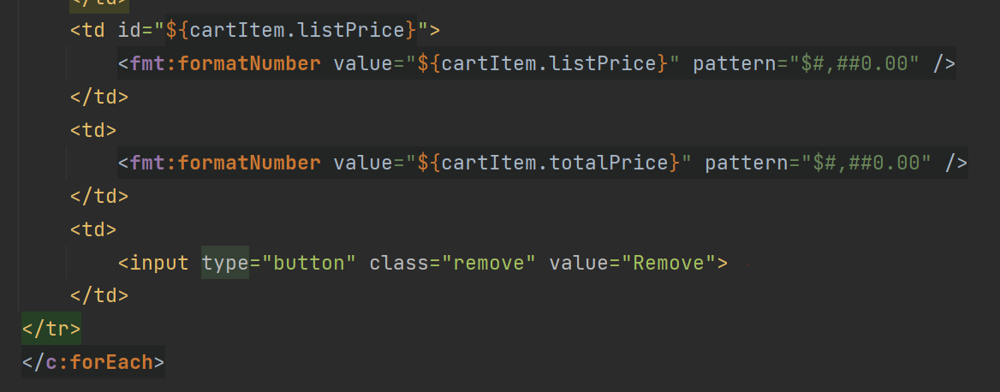 </td>
<td id="${cartItem.listPrice}">
<fmt:formatNumber value="${cartItem.listPrice}" pattern="$#,##0.00" />
</td>
<td>
<fmt:formatNumber value="${cartItem.totalPrice}" pattern="$#,##0.00" />
</td>
<td>
<input type="button" class="remove" value="Remove">
</td>
</tr>
</c:forEach>